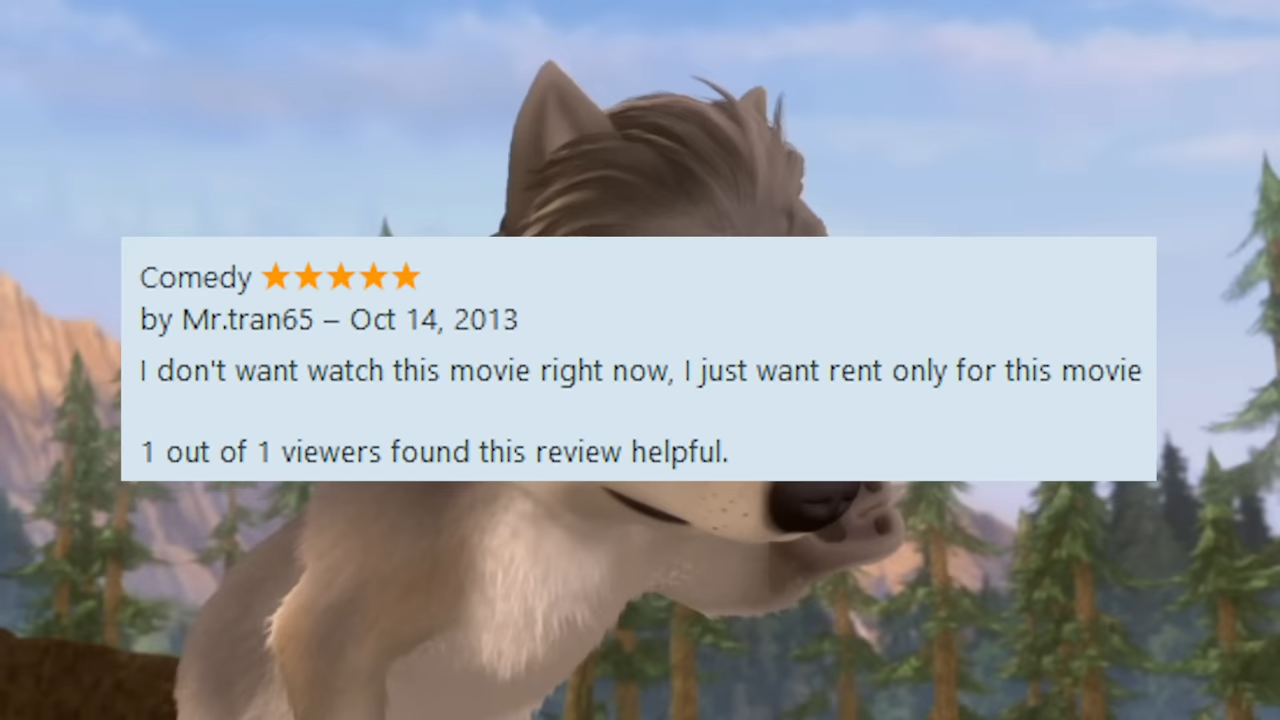 Comedy ★★★★★
by Mr.tran65 – Oct 14, 2013
I don't want watch this movie right now, I just want rent only for this movie
1 out of 1 viewers found this review helpful.